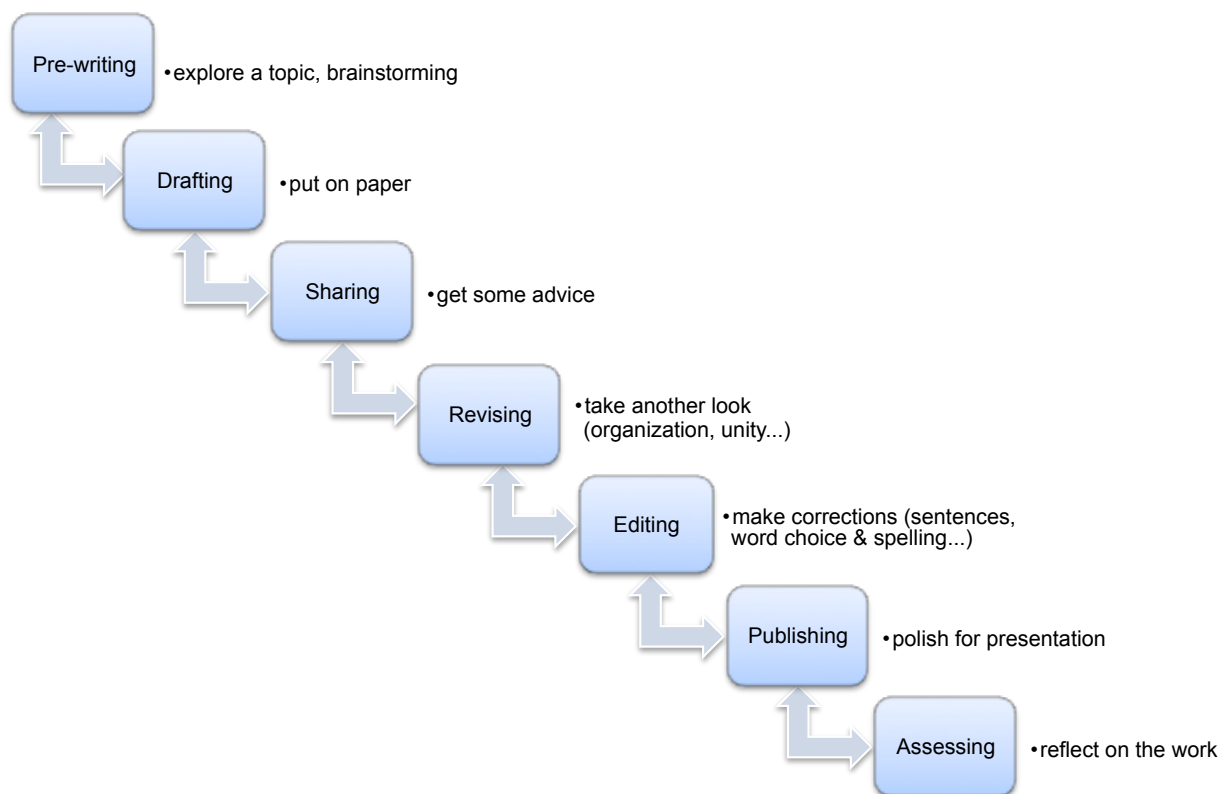 Pre-writing
•explore a topic, brainstorming
Drafting
•put on paper
Sharing
•get some advice
Revising
•take another look
(organization, unity...)
Editing
•make corrections (sentences,
word choice & spelling...)
Publishing
•polish for presentation
Assessing
•reflect on the work